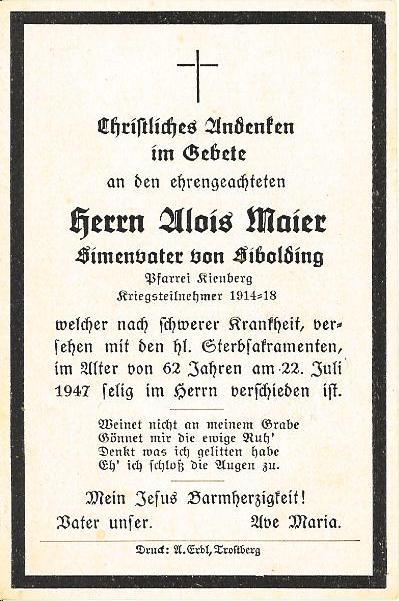 Christliches Andenken
im Gebete
an den ehrengeachteten
Herrn Alois Maier
Simenvater von Sibolding
Pfarrei Kienberg
Kriegsteilnehmer 1914=18
welcher nach schwerer Krankheit, ver=
sehen mit den hl. Sterbsakramenten,
im Alter von 62 Jahren am 22. Juli
1947 selig im Herrn verschieden ist.
Weinet nicht an meinem Grabe
Gönnet mir die ewige Ruh'
Denkt was ich gelitten habe
Eh' ich schloß die Augen zu.
Mein Jesus Barmherzigkeit!
Vater unser. Ave Maria.
Druck: A. Erbl, Trostberg